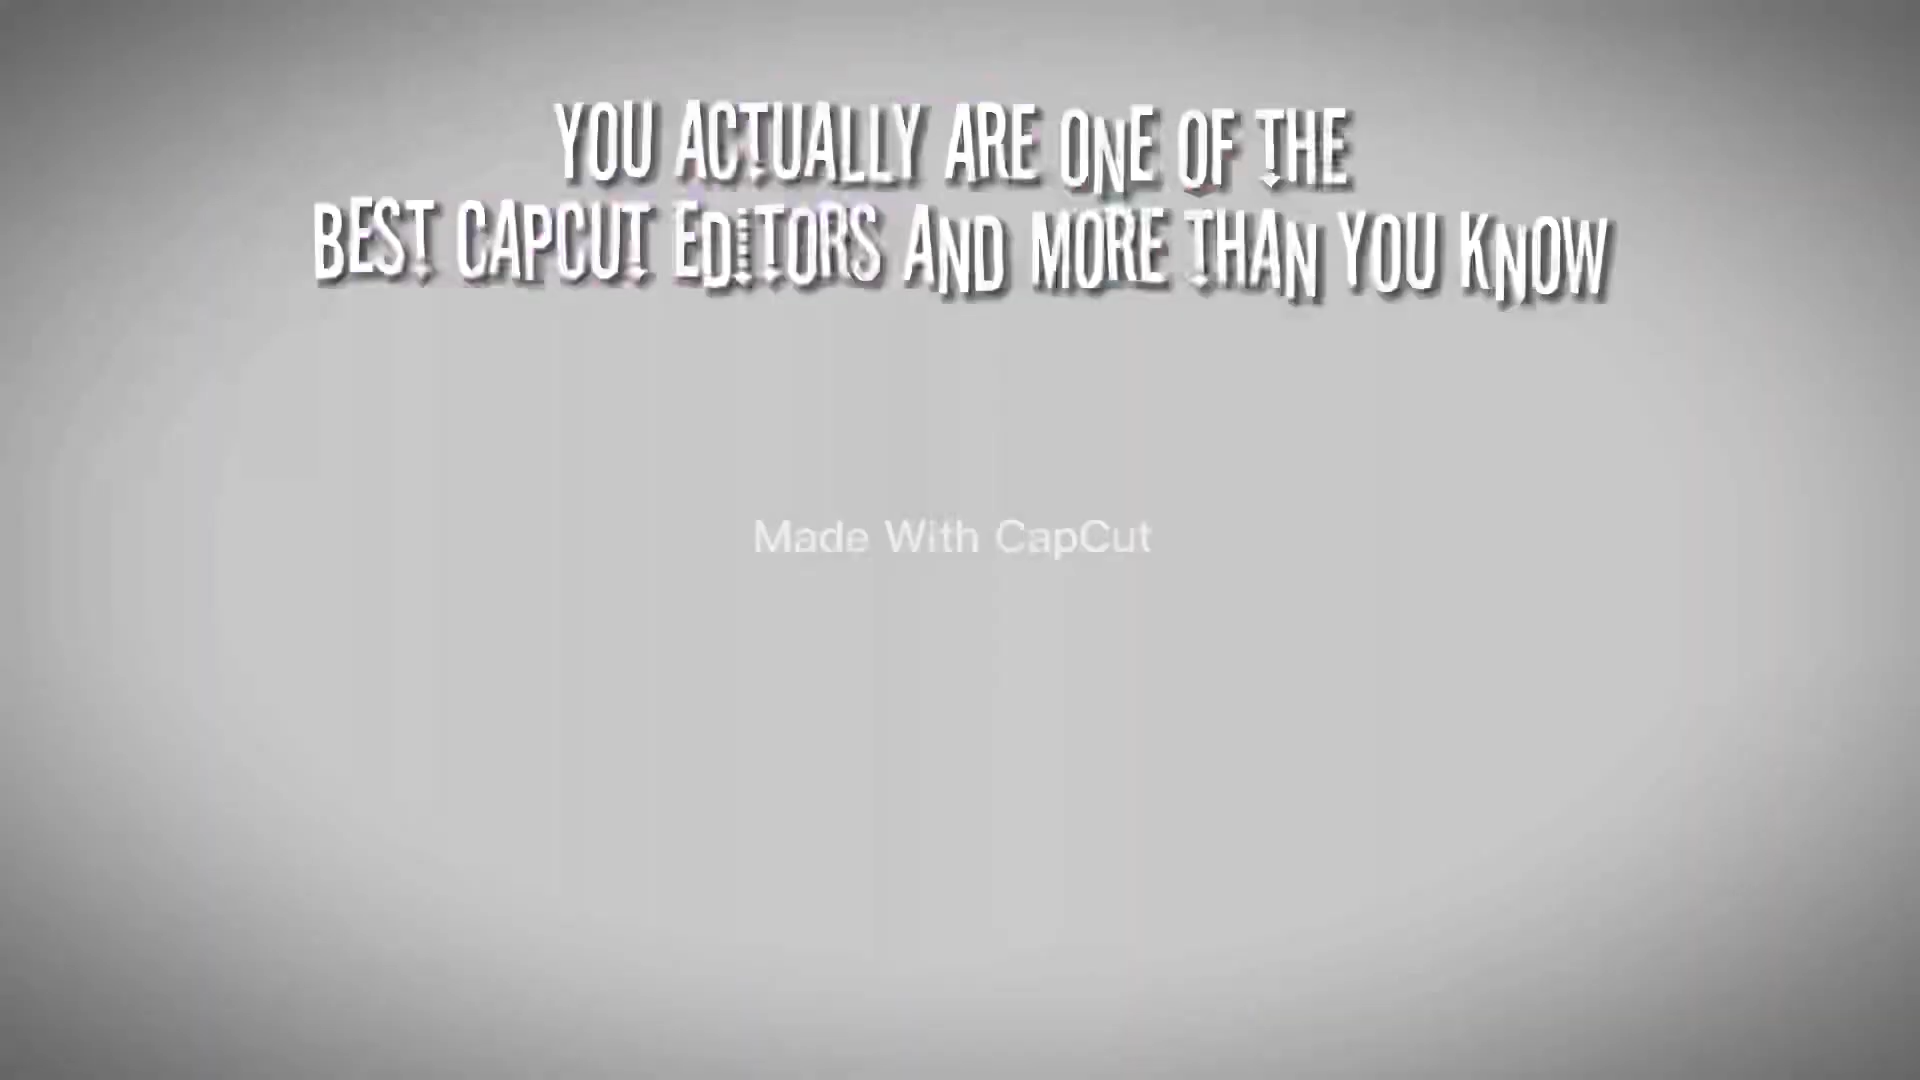 YOU ACTUALLY ARE ONE OF THE
BEST CAPCUT EDITORS AND MORE THAN YOU KNOW
Made With CapCut